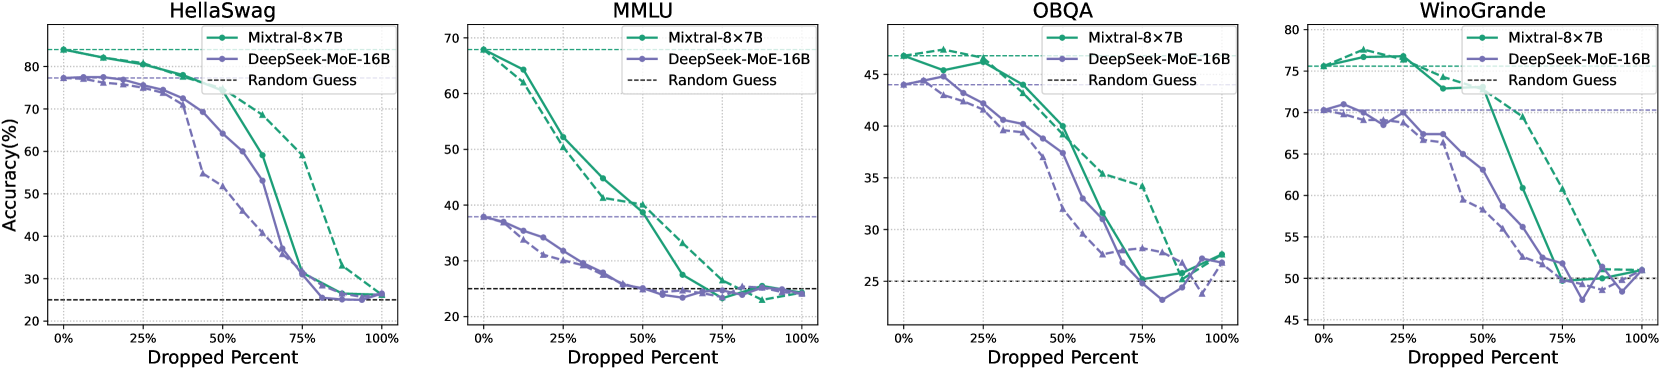 HellaSwag
Accuracy(%)
80
70
60
50
40
30
20
0%
25%
50%
75%
100%
Dropped Percent
Mixtral-8×7B
DeepSeek-MoE-16B
Random Guess
MMLU
70
60
50
40
30
20
0%
25%
50%
75%
100%
Dropped Percent
Mixtral-8×7B
DeepSeek-MoE-16B
Random Guess
OBQA
45
40
35
30
25
0%
25%
50%
75%
100%
Dropped Percent
Mixtral-8×7B
DeepSeek-MoE-16B
Random Guess
WinoGrande
80
75
70
65
60
55
50
45
0%
25%
50%
75%
100%
Dropped Percent
Mixtral-8×7B
DeepSeek-MoE-16B
Random Guess